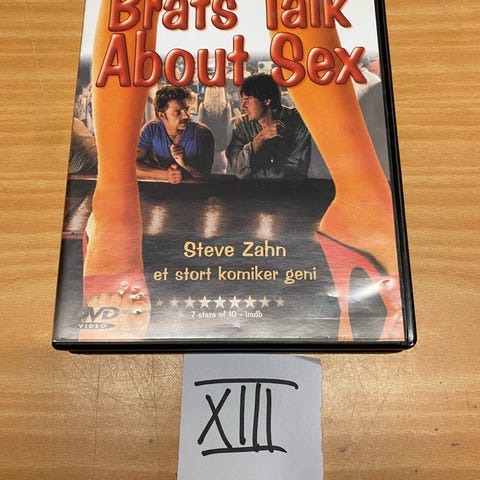 Brats Talk
About Sex
Steve Zahn
et stort komiker geni
7 stars of 10 - Imdb
DVD
VIDEO
XIII